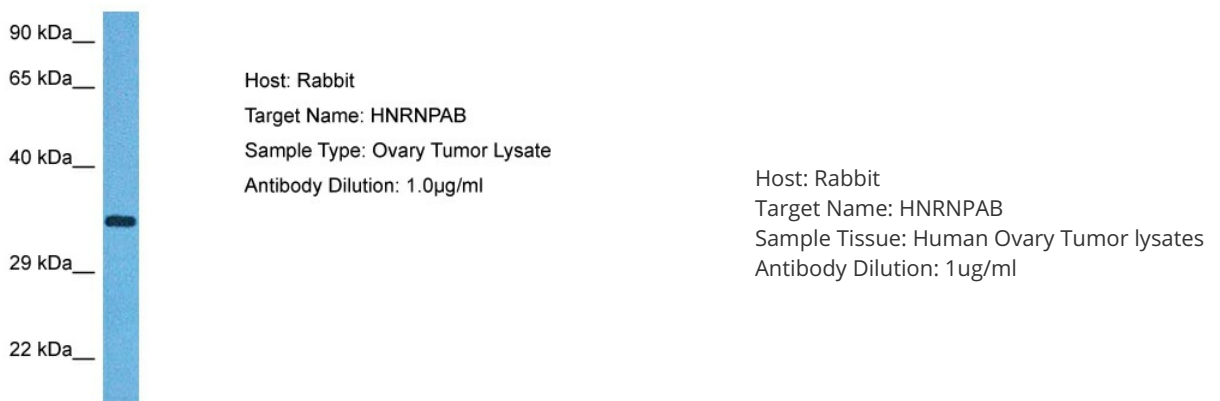 90 kDa__
65 kDa__
40 kDa__
29 kDa__
22 kDa__
Host: Rabbit
Target Name: HNRNPAB
Sample Type: Ovary Tumor Lysate
Antibody Dilution: 1.0µg/ml
Host: Rabbit
Target Name: HNRNPAB
Sample Tissue: Human Ovary Tumor lysates
Antibody Dilution: 1ug/ml